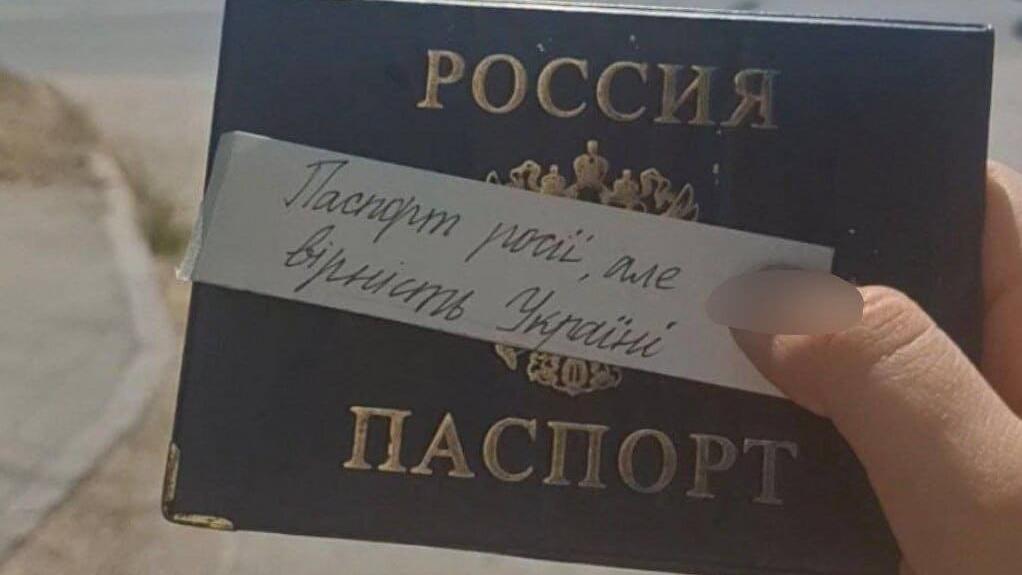 РОССИЯ
Паспорт росії, але
вірність Україні
ПАСПОРТ